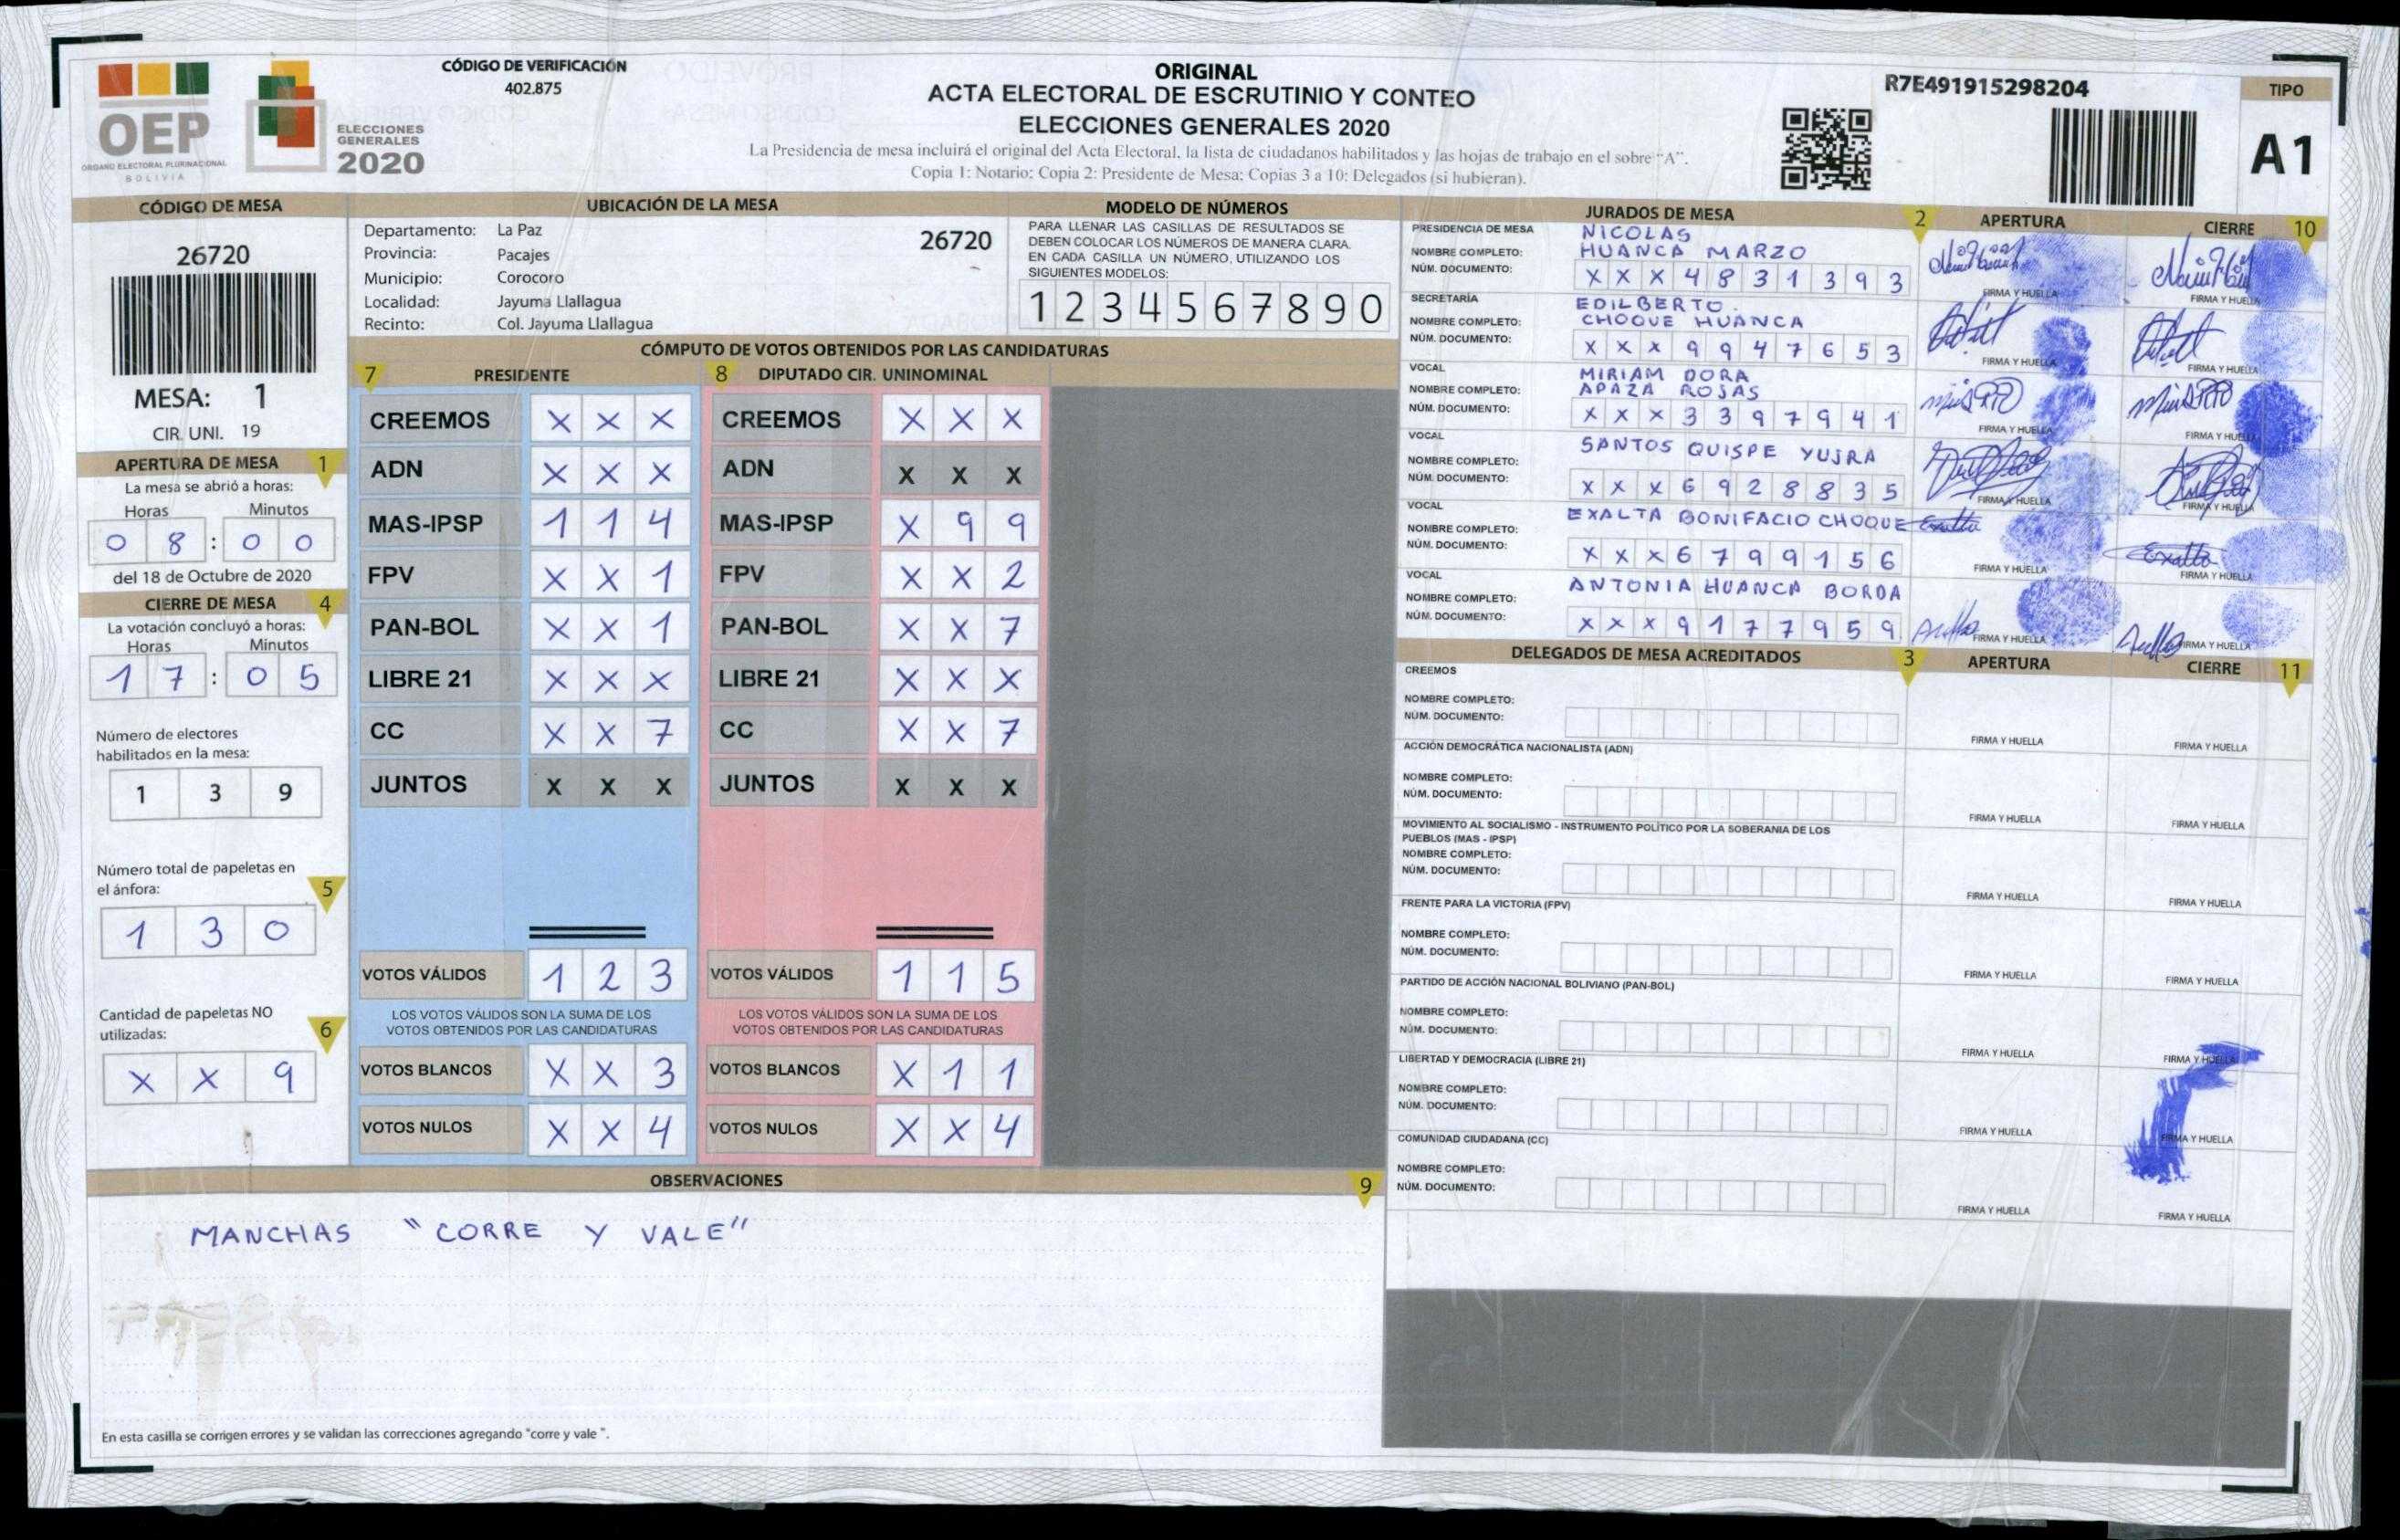 CÓDIGO DE VERIFICACIÓN
402.875
ORIGINAL
ACTA ELECTORAL DE ESCRUTINIO Y CONTEO
ELECCIONES GENERALES 2020
La Presidencia de mesa incluirá el original del Acta Electoral, la lista de ciudadanos habilitados y las hojas de trabajo en el sobre "A".
Copia 1: Notario; Copia 2: Presidente de Mesa; Copias 3 a 10: Delegados (si hubieran).
R7E491915298204
TIPO
A1
OEP
ÓRGANO ELECTORAL PLURINACIONAL
BOLIVIA
ELECCIONES
GENERALES
2020
CÓDIGO DE MESA
26720
MESA: 1
CIR. UNI. 19
APERTURA DE MESA 1
La mesa se abrió a horas:
Horas Minutos
0 8 : 0 0
del 18 de Octubre de 2020
CIERRE DE MESA 4
La votación concluyó a horas:
Horas Minutos
1 7 : 0 5
Número de electores
habilitados en la mesa:
1 3 9
Número total de papeletas en
el ánfora: 5
1 3 0
Cantidad de papeletas NO
utilizadas: 6
X X 9
UBICACIÓN DE LA MESA
Departamento: La Paz 26720
Provincia: Pacajes
Municipio: Corocoro
Localidad: Jayuma Llallagua
Recinto: Col. Jayuma Llallagua
MODELO DE NÚMEROS
PARA LLENAR LAS CASILLAS DE RESULTADOS SE
DEBEN COLOCAR LOS NÚMEROS DE MANERA CLARA.
EN CADA CASILLA UN NÚMERO, UTILIZANDO LOS
SIGUIENTES MODELOS:
1 2 3 4 5 6 7 8 9 0
CÓMPUTO DE VOTOS OBTENIDOS POR LAS CANDIDATURAS
7 PRESIDENTE 8 DIPUTADO CIR. UNINOMINAL
CREEMOS X X X CREEMOS X X X
ADN X X X ADN X X X
MAS-IPSP 1 1 4 MAS-IPSP X 9 9
FPV X X 1 FPV X X 2
PAN-BOL X X 1 PAN-BOL X X 7
LIBRE 21 X X X LIBRE 21 X X X
CC X X 7 CC X X 7
JUNTOS X X X JUNTOS X X X
VOTOS VÁLIDOS 1 2 3 VOTOS VÁLIDOS 1 1 5
LOS VOTOS VÁLIDOS SON LA SUMA DE LOS LOS VOTOS VÁLIDOS SON LA SUMA DE LOS
VOTOS OBTENIDOS POR LAS CANDIDATURAS VOTOS OBTENIDOS POR LAS CANDIDATURAS
VOTOS BLANCOS X X 3 VOTOS BLANCOS X 1 1
VOTOS NULOS X X 4 VOTOS NULOS X X 4
OBSERVACIONES 9
MANCHAS "CORRE Y VALE"
En esta casilla se corrigen errores y se validan las correcciones agregando "corre y vale ".
JURADOS DE MESA 2 APERTURA CIERRE 10
PRESIDENCIA DE MESA NICOLAS
NOMBRE COMPLETO: HUANCA MARZO
NÚM. DOCUMENTO: X X X 4 8 3 1 3 9 3
FIRMA Y HUELLA FIRMA Y HUELLA
SECRETARÍA EDILBERTO
NOMBRE COMPLETO: CHOQUE HUANCA
NÚM. DOCUMENTO: X X X 9 9 4 7 6 5 3
FIRMA Y HUELLA FIRMA Y HUELLA
VOCAL MIRIAM DORA
NOMBRE COMPLETO: APAZA ROSAS
NÚM. DOCUMENTO: X X X 3 3 9 7 9 4 1
FIRMA Y HUELLA FIRMA Y HUELLA
VOCAL
NOMBRE COMPLETO: SANTOS QUISPE YUJRA
NÚM. DOCUMENTO: X X X 6 9 2 8 8 3 5
FIRMA Y HUELLA FIRMA Y HUELLA
VOCAL
NOMBRE COMPLETO: EXALTA BONIFACIO CHOQUE Exalta
NÚM. DOCUMENTO: X X X 6 7 9 9 1 5 6 Exalta
FIRMA Y HUELLA FIRMA Y HUELLA
VOCAL
NOMBRE COMPLETO: ANTONIA HUANCA BORDA
NÚM. DOCUMENTO: X X X 9 1 7 7 9 5 9
FIRMA Y HUELLA FIRMA Y HUELLA
DELEGADOS DE MESA ACREDITADOS 3 APERTURA CIERRE 11
CREEMOS
NOMBRE COMPLETO:
NÚM. DOCUMENTO:
FIRMA Y HUELLA FIRMA Y HUELLA
ACCIÓN DEMOCRÁTICA NACIONALISTA (ADN)
NOMBRE COMPLETO:
NÚM. DOCUMENTO:
FIRMA Y HUELLA FIRMA Y HUELLA
MOVIMIENTO AL SOCIALISMO - INSTRUMENTO POLÍTICO POR LA SOBERANIA DE LOS
PUEBLOS (MAS - IPSP)
NOMBRE COMPLETO:
NÚM. DOCUMENTO:
FIRMA Y HUELLA FIRMA Y HUELLA
FRENTE PARA LA VICTORIA (FPV)
NOMBRE COMPLETO:
NÚM. DOCUMENTO:
FIRMA Y HUELLA FIRMA Y HUELLA
PARTIDO DE ACCIÓN NACIONAL BOLIVIANO (PAN-BOL)
NOMBRE COMPLETO:
NÚM. DOCUMENTO:
FIRMA Y HUELLA FIRMA Y HUELLA
LIBERTAD Y DEMOCRACIA (LIBRE 21)
NOMBRE COMPLETO:
NÚM. DOCUMENTO:
FIRMA Y HUELLA FIRMA Y HUELLA
COMUNIDAD CIUDADANA (CC)
NOMBRE COMPLETO:
NÚM. DOCUMENTO:
FIRMA Y HUELLA FIRMA Y HUELLA